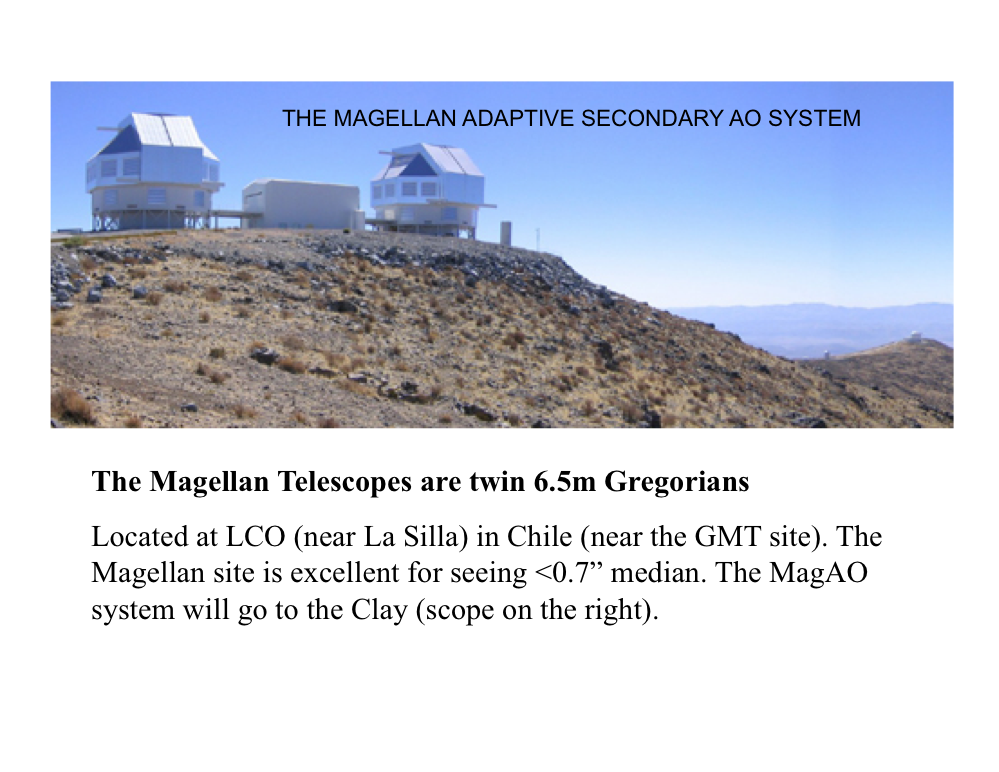 THE MAGELLAN ADAPTIVE SECONDARY AO SYSTEM
The Magellan Telescopes are twin 6.5m Gregorians
Located at LCO (near La Silla) in Chile (near the GMT site). The
Magellan site is excellent for seeing <0.7” median. The MagAO
system will go to the Clay (scope on the right).